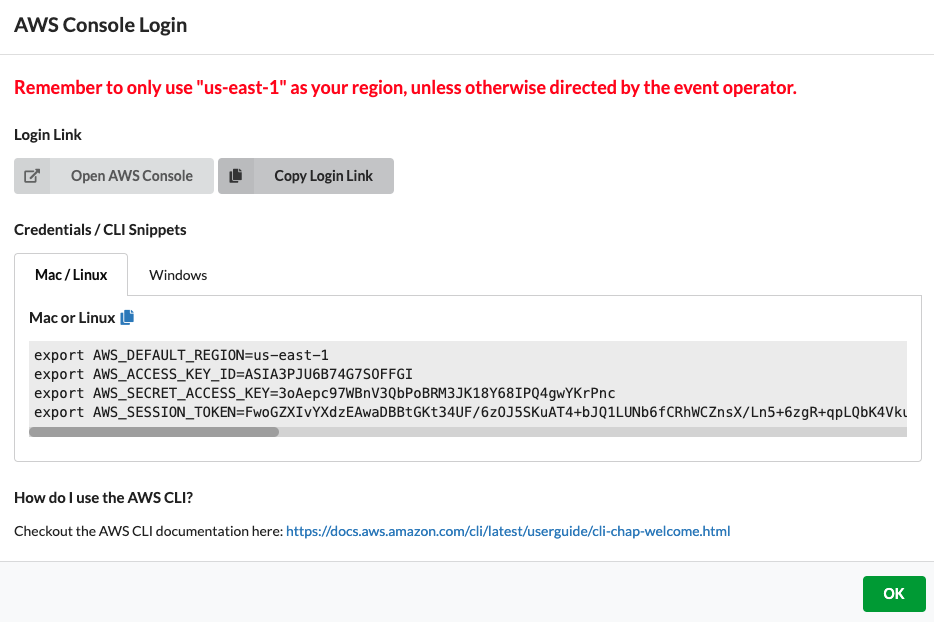 AWS Console Login
Remember to only use "us-east-1" as your region, unless otherwise directed by the event operator.
Login Link
Open AWS Console
Copy Login Link
Credentials / CLI Snippets
Mac / Linux
Windows
Mac or Linux
export AWS_DEFAULT_REGION=us-east-1
export AWS_ACCESS_KEY_ID=ASIA3PJU6B74G7SOFFGI
export AWS_SECRET_ACCESS_KEY=3oAepc97WBnV3QbPoBRM3JK18Y68IPQ4gwYKrPnc
export AWS_SESSION_TOKEN=FwoGZXIvYXdzEAwaDBBtGKt34UF/6zOJ5SKuAT4+bJQ1LUNb6fCRhWCZnsX/Ln5+6zgR+qpLQbK4Vku
How do I use the AWS CLI?
Checkout the AWS CLI documentation here: https://docs.aws.amazon.com/cli/latest/userguide/cli-chap-welcome.html
OK